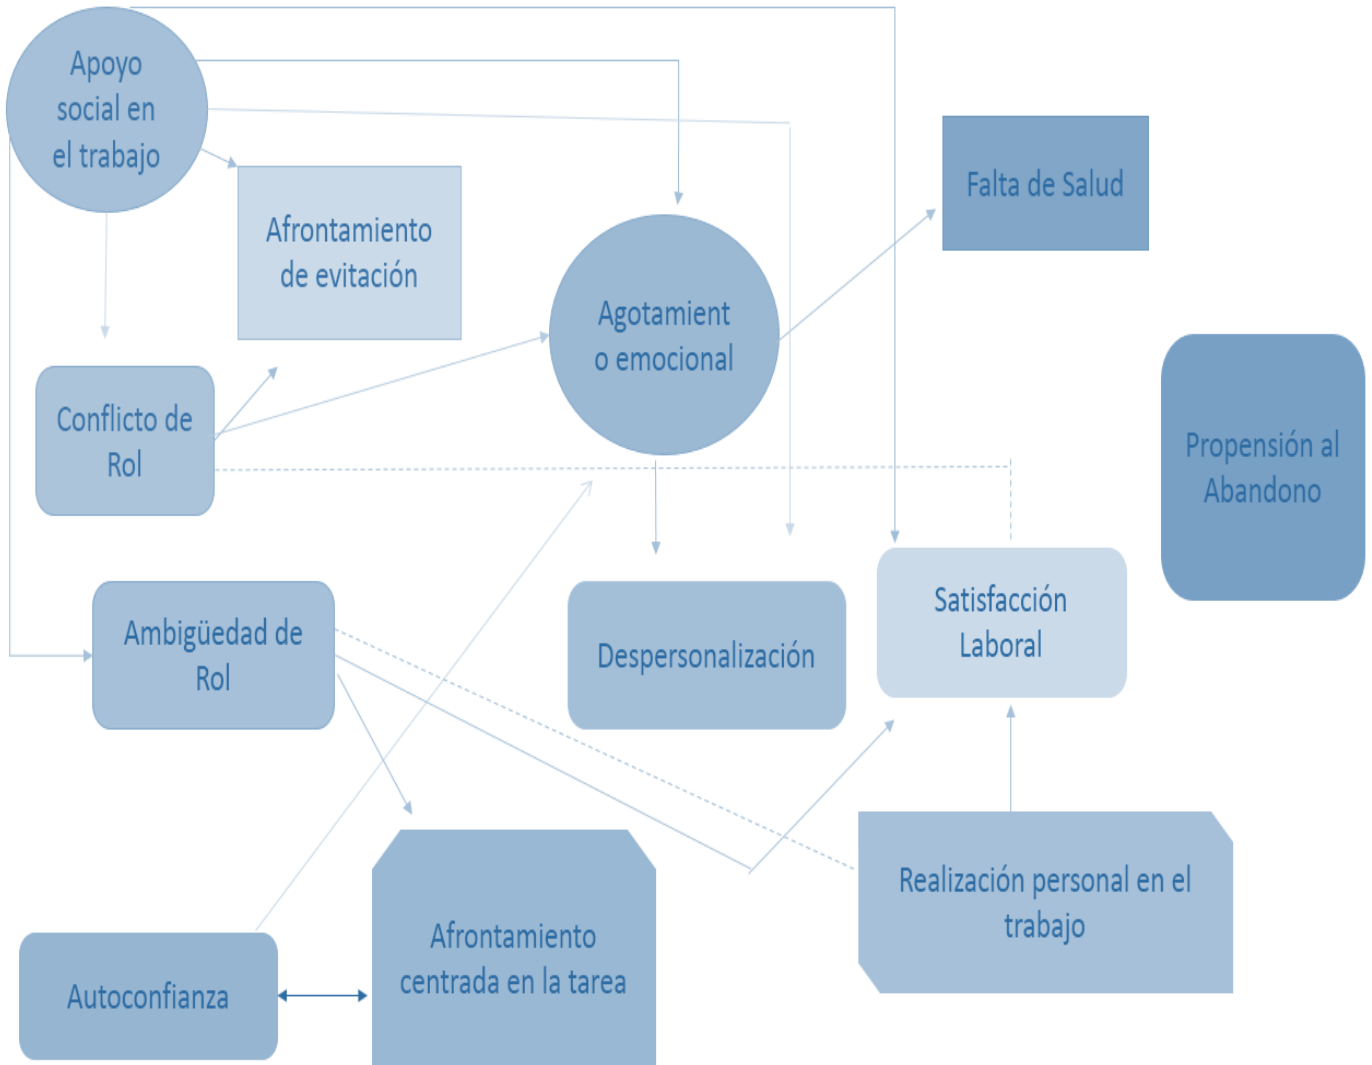 Apoyo
social en
el trabajo
Afrontamiento
de evitación
Falta de Salud
Agotamient
o emocional
Conflicto de
Rol
Propensión al
Abandono
Ambigüedad de
Rol
Despersonalización
Satisfacción
Laboral
Realización personal en el
trabajo
Afrontamiento
centrada en la tarea
Autoconfianza